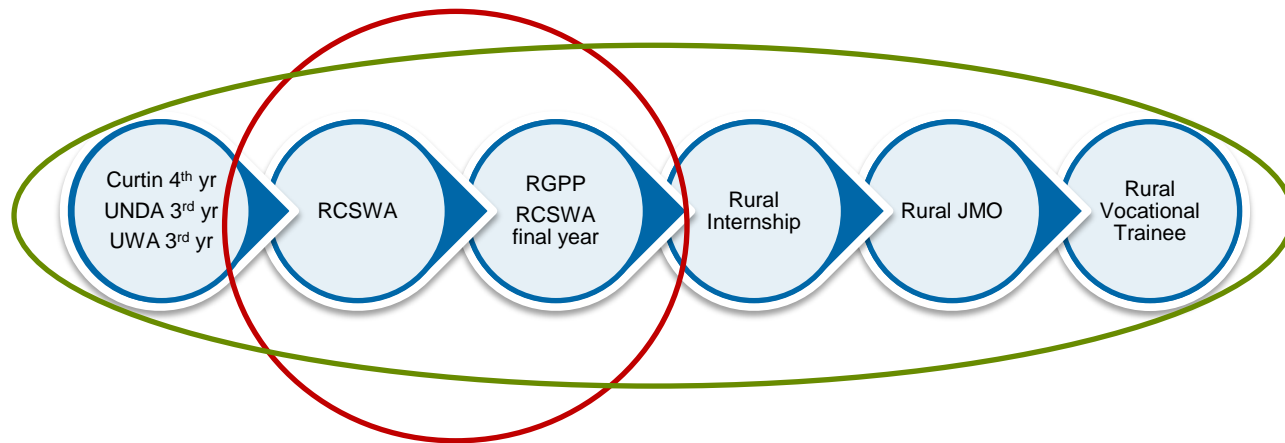 Curtin 4th yr
UNDA 3rd yr
UWA 3rd yr
RCSWA
RGPP
RCSWA
final year
Rural
Internship
Rural JMO
Rural
Vocational
Trainee